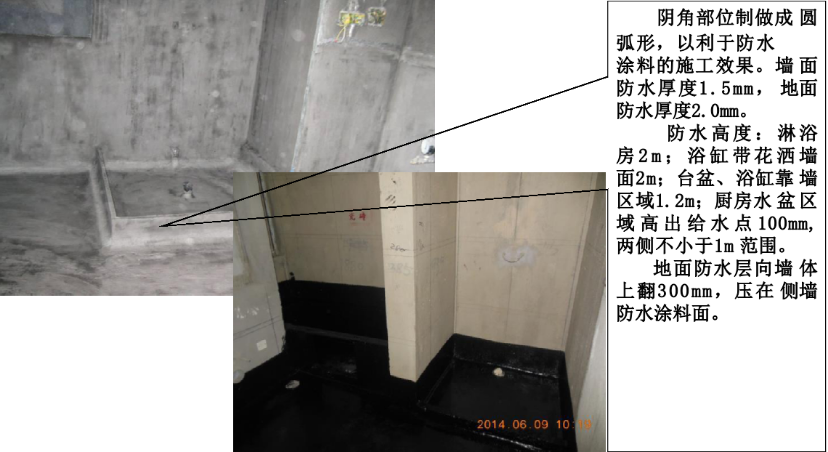 阴角部位制做成 圆
弧形，以利于防水
涂料的施工效果。墙 面
防水厚度1.5mm， 地面
防水厚度2.0mm。
防水高度：淋浴
房2m；浴缸带花洒墙
面2m；台盆、浴缸靠墙
区域1.2m；厨房水盆区
域高出给水点100mm,
两侧不小于1m 范围。
地面防水层向墙 体
上翻300mm，压在 侧墙
防水涂料面。
2014.06.09